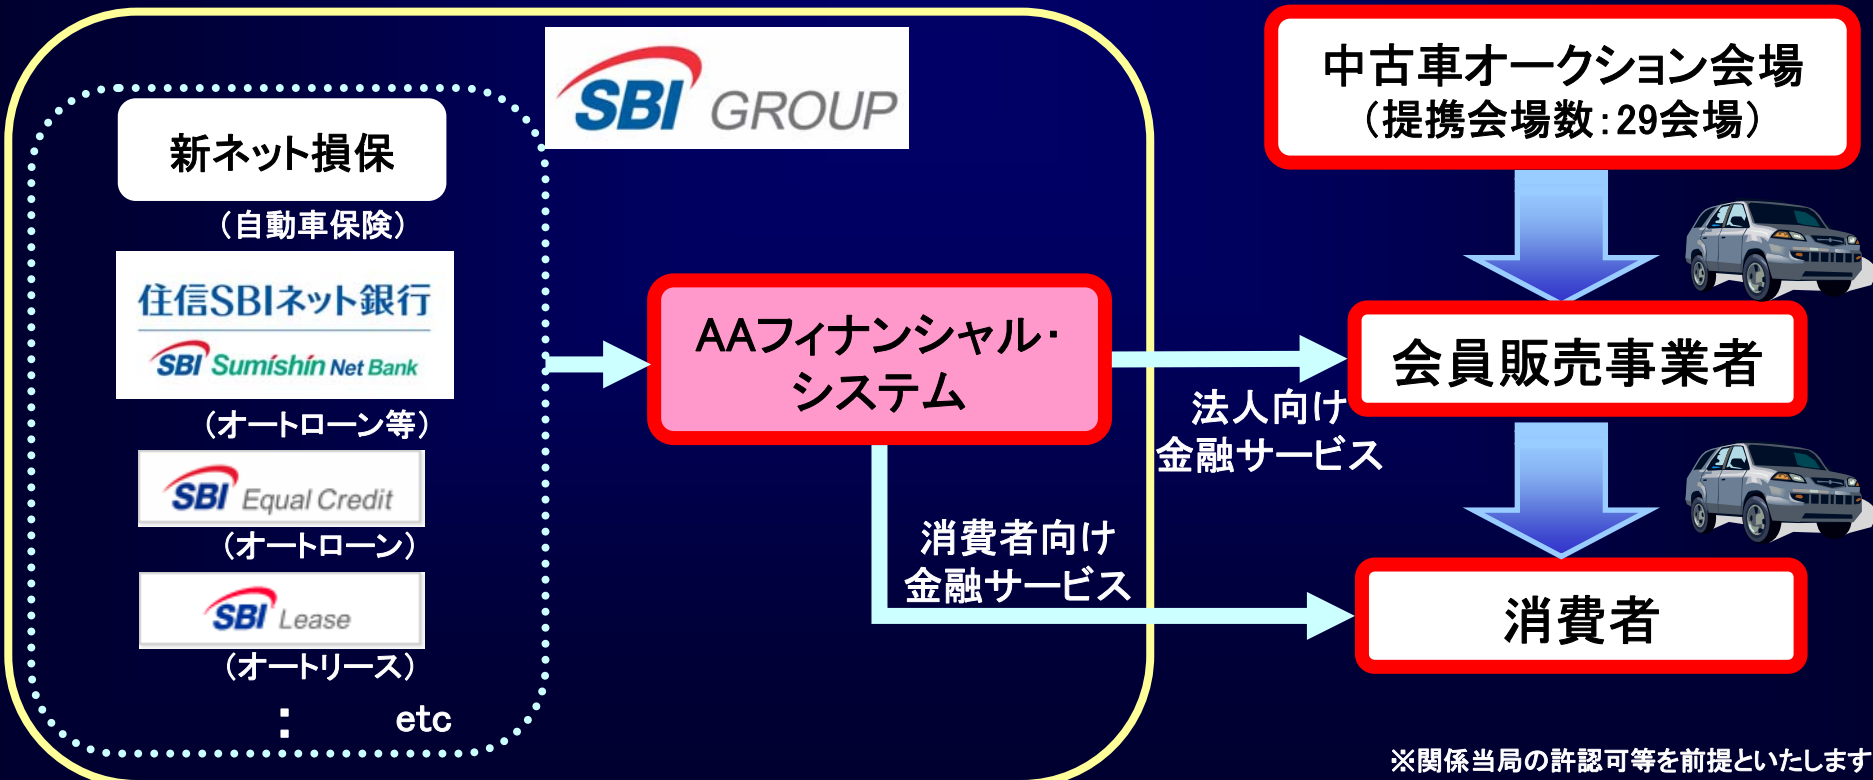 SBI GROUP
新ネット損保
(自動車保険)
住信SBIネット銀行
SBI Sumishin Net Bank
(オートローン等)
SBI Equal Credit
(オートローン)
SBI Lease
(オートリース)
: etc
AAフィナンシャル・
システム
法人向け
金融サービス
消費者向け
金融サービス
中古車オークション会場
(提携会場数:29会場)
会員販売事業者
消費者
※関係当局の許認可等を前提といたします